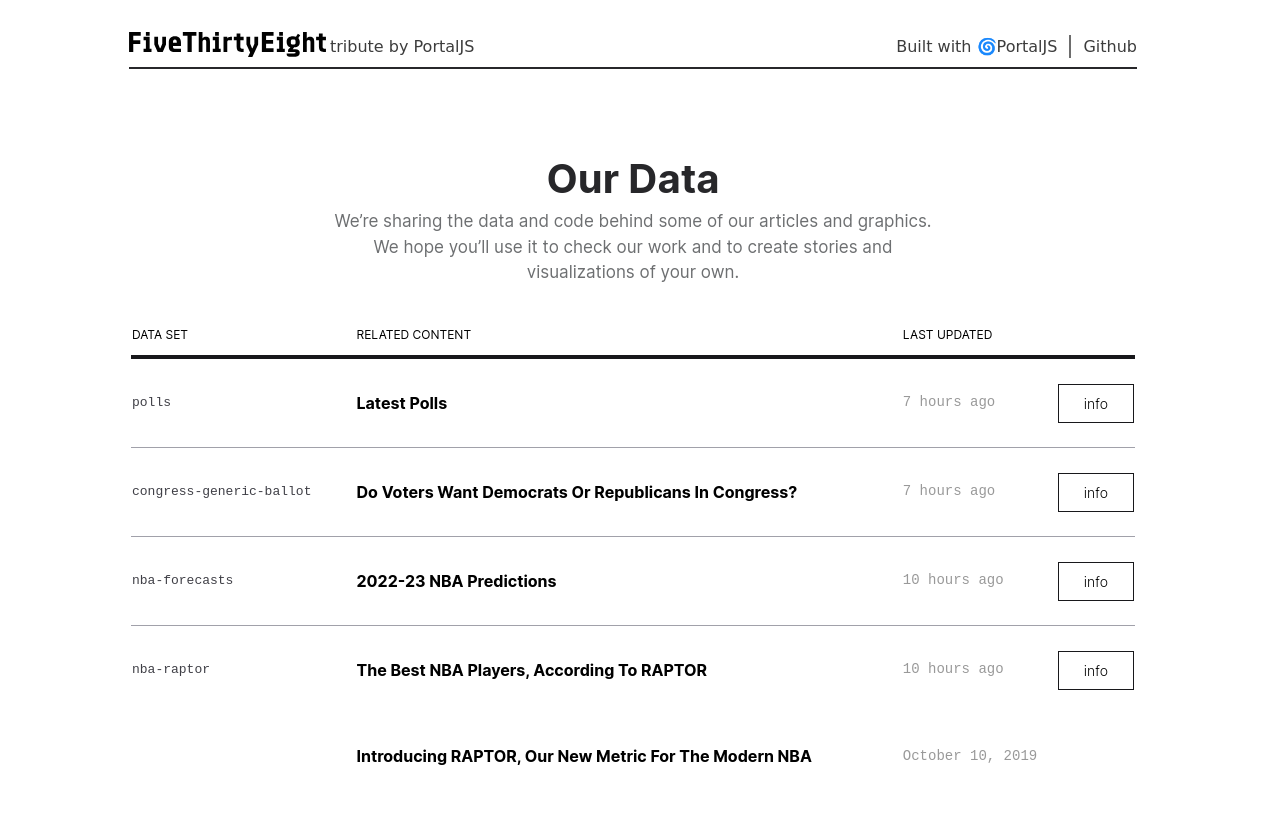 FiveThirtyEight tribute by PortalJS
Built with 🌀PortalJS
Github
Our Data
We’re sharing the data and code behind some of our articles and graphics.
We hope you’ll use it to check our work and to create stories and
visualizations of your own.
DATA SET RELATED CONTENT LAST UPDATED
polls Latest Polls 7 hours ago info
congress-generic-ballot Do Voters Want Democrats Or Republicans In Congress? 7 hours ago info
nba-forecasts 2022-23 NBA Predictions 10 hours ago info
nba-raptor The Best NBA Players, According To RAPTOR 10 hours ago info
Introducing RAPTOR, Our New Metric For The Modern NBA October 10, 2019